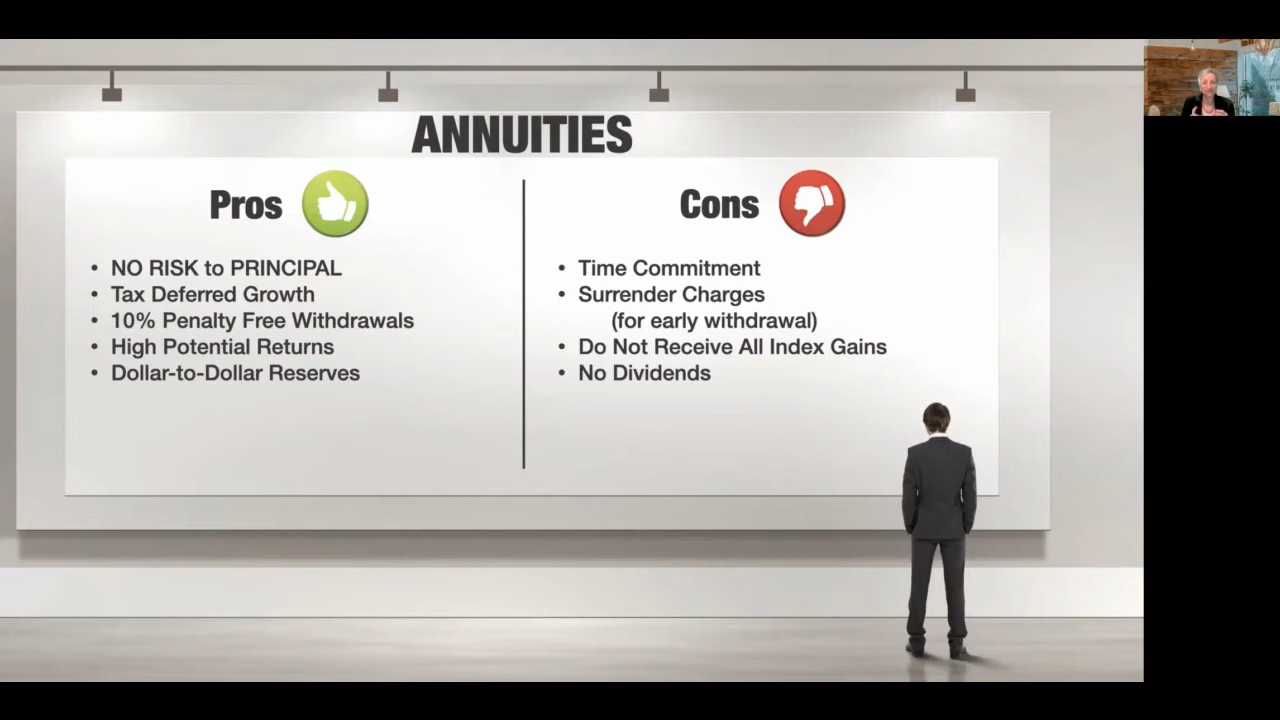 ANNUITIES
Pros
• NO RISK to PRINCIPAL
• Tax Deferred Growth
• 10% Penalty Free Withdrawals
• High Potential Returns
• Dollar-to-Dollar Reserves
Cons
• Time Commitment
• Surrender Charges
(for early withdrawal)
• Do Not Receive All Index Gains
• No Dividends